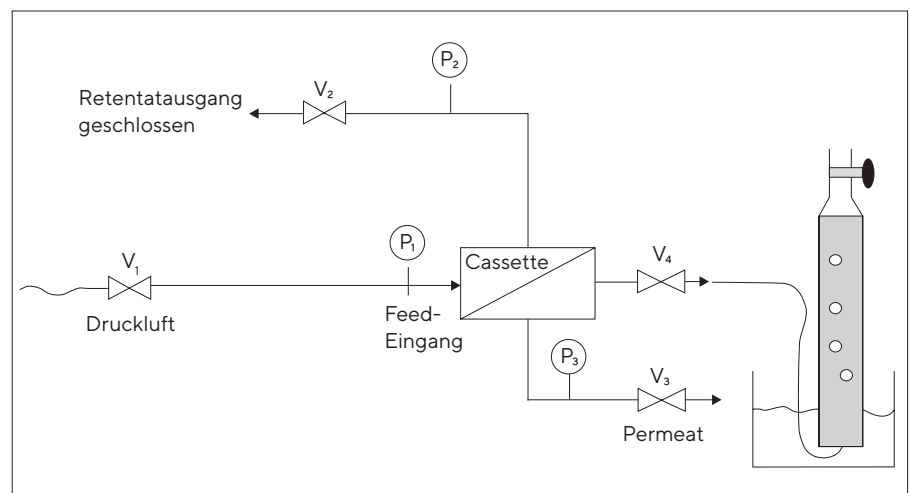 P₂
V₂
Retentatausgang
geschlossen
P₁
V₁
Cassette
V₄
Druckluft
Feed-
Eingang
P₃
V₃
Permeat